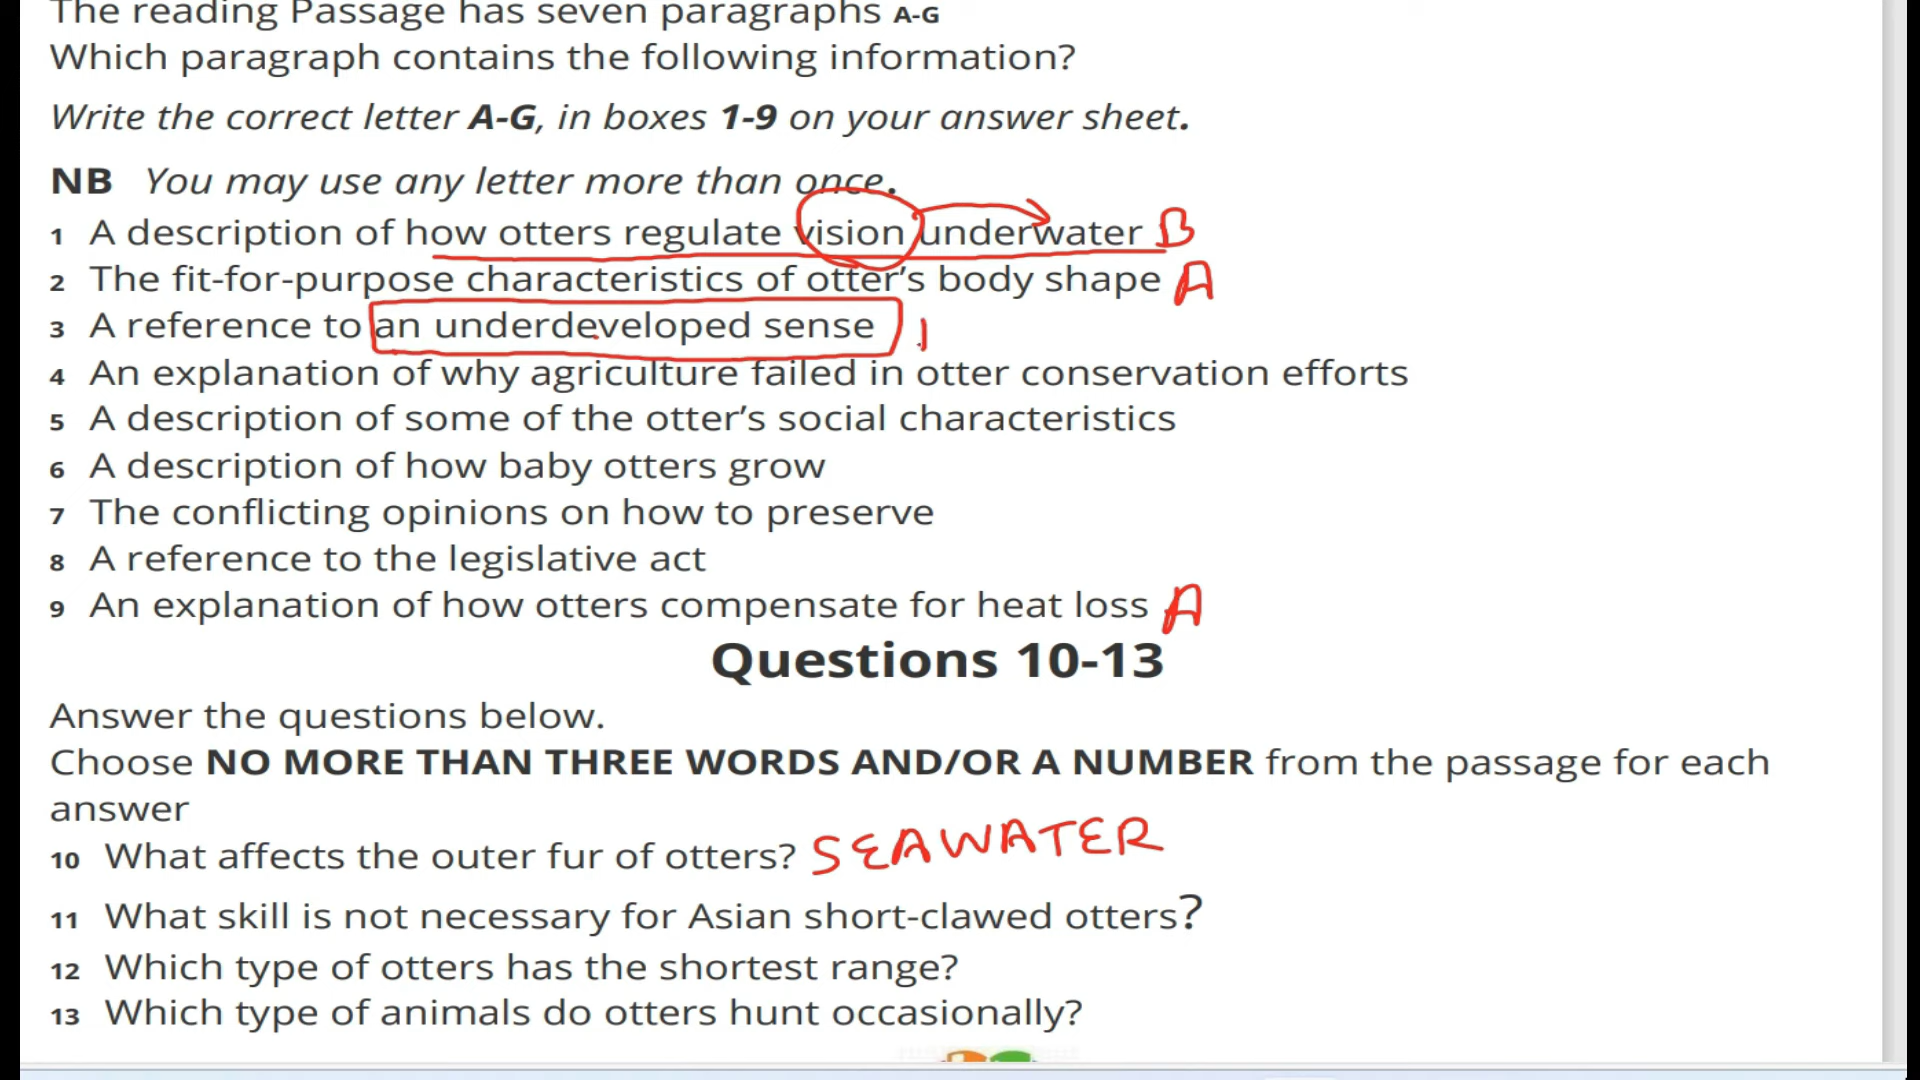 The reading Passage has seven paragraphs A-G
Which paragraph contains the following information?
Write the correct letter A-G, in boxes 1-9 on your answer sheet.
NB You may use any letter more than once.
1 A description of how otters regulate vision underwater B
2 The fit-for-purpose characteristics of otter's body shape A
3 A reference to an underdeveloped sense
4 An explanation of why agriculture failed in otter conservation efforts
5 A description of some of the otter's social characteristics
6 A description of how baby otters grow
7 The conflicting opinions on how to preserve
8 A reference to the legislative act
9 An explanation of how otters compensate for heat loss A
Questions 10-13
Answer the questions below.
Choose NO MORE THAN THREE WORDS AND/OR A NUMBER from the passage for each
answer
10 What affects the outer fur of otters? SEAWATER
11 What skill is not necessary for Asian short-clawed otters?
12 Which type of otters has the shortest range?
13 Which type of animals do otters hunt occasionally?